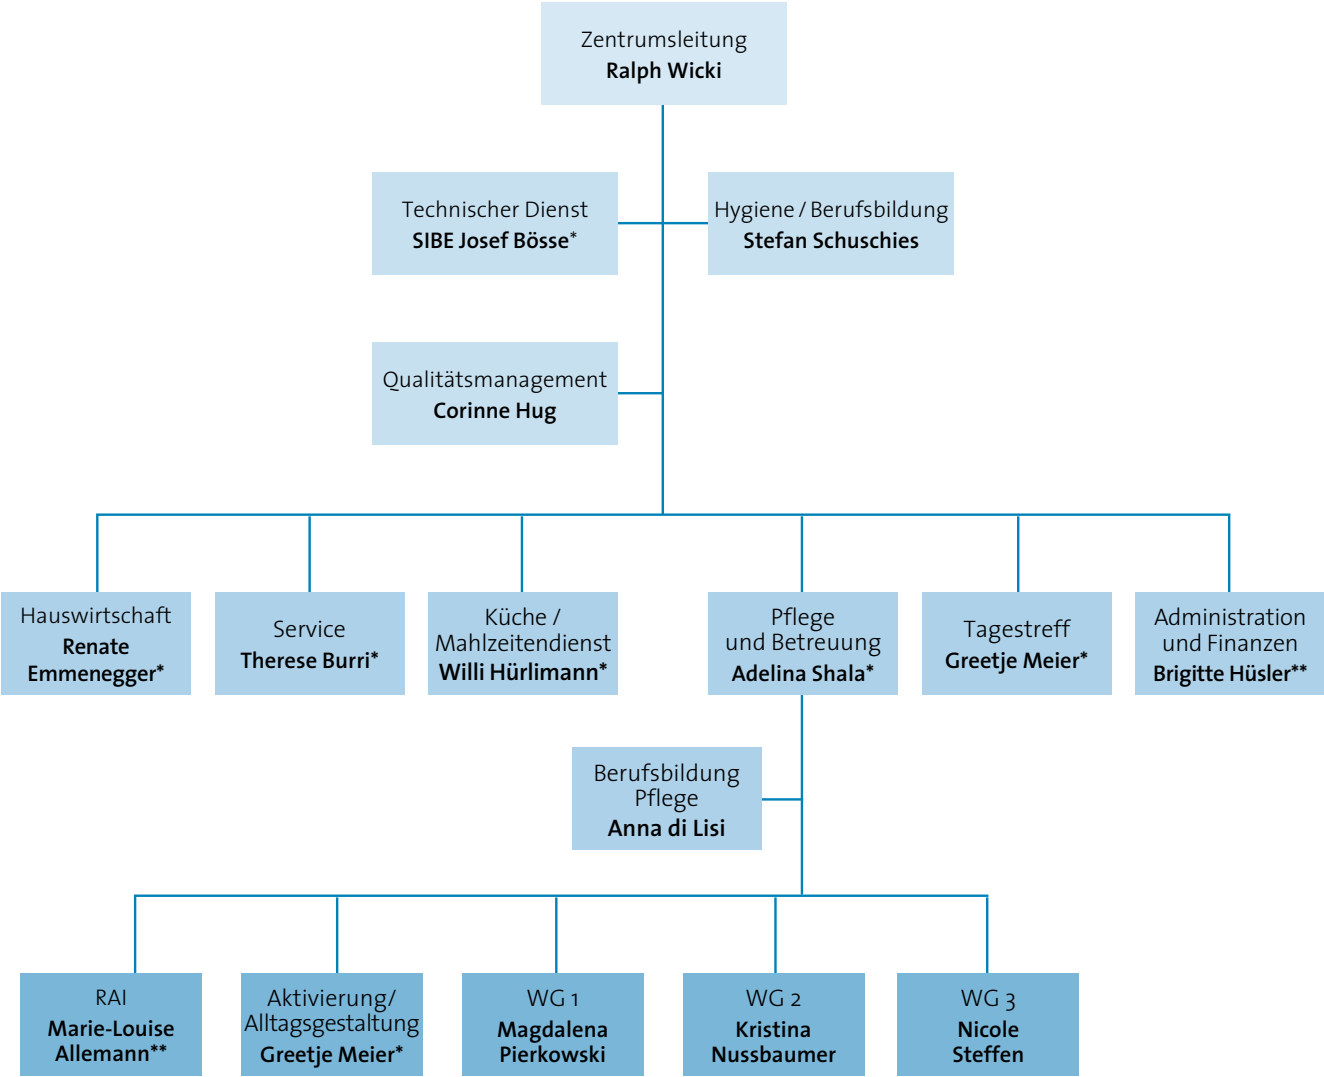 Zentrumsleitung
Ralph Wicki
Technischer Dienst
SIBE Josef Bösse*
Hygiene / Berufsbildung
Stefan Schuschies
Qualitätsmanagement
Corinne Hug
Hauswirtschaft
Renate
Emmenegger*
Service
Therese Burri*
Küche /
Mahlzeitendienst
Willi Hürlimann*
Pflege
und Betreuung
Adelina Shala*
Tagestreff
Greetje Meier*
Administration
und Finanzen
Brigitte Hüsler**
Berufsbildung
Pflege
Anna di Lisi
RAI
Marie-Louise
Allemann**
Aktivierung/
Alltagsgestaltung
Greetje Meier*
WG 1
Magdalena
Pierkowski
WG 2
Kristina
Nussbaumer
WG 3
Nicole
Steffen